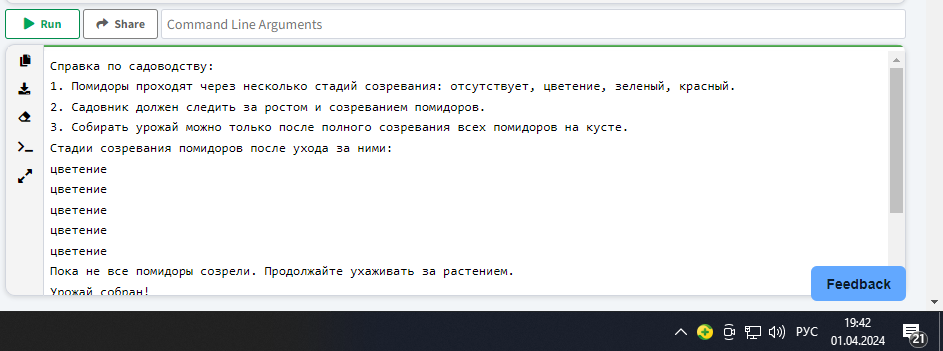 Run
Share
Command Line Arguments
Справка по садоводству:
1. Помидоры проходят через несколько стадий созревания: отсутствует, цветение, зеленый, красный.
2. Садовник должен следить за ростом и созреванием помидоров.
3. Собирать урожай можно только после полного созревания всех помидоров на кусте.
Стадии созревания помидоров после ухода за ними:
цветение
цветение
цветение
цветение
цветение
Пока не все помидоры созрели. Продолжайте ухаживать за растением.
Урожай собран!
Feedback
РУС
19:42
01.04.2024
21